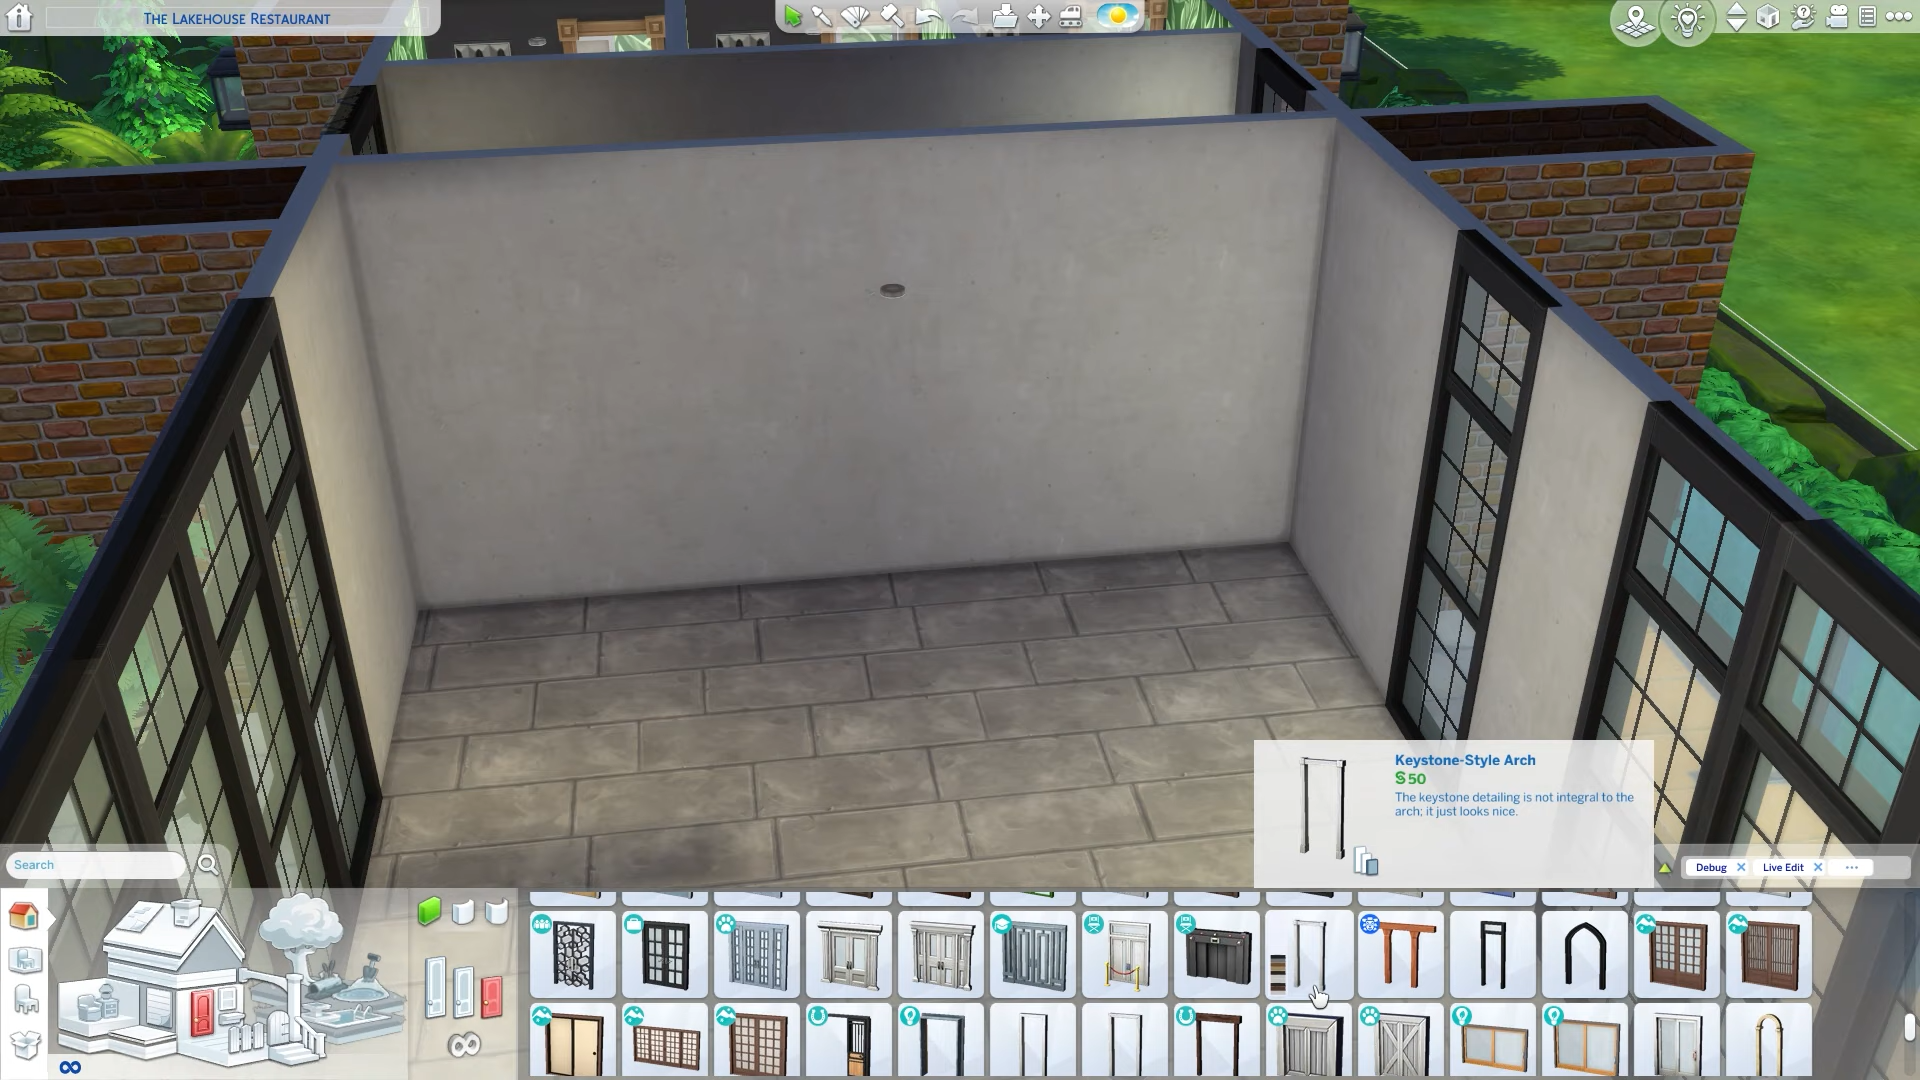 The Lakehouse Restaurant
Keystone-Style Arch
§50
The keystone detailing is not integral to the
arch; it just looks nice.
Search
Debug
Live Edit